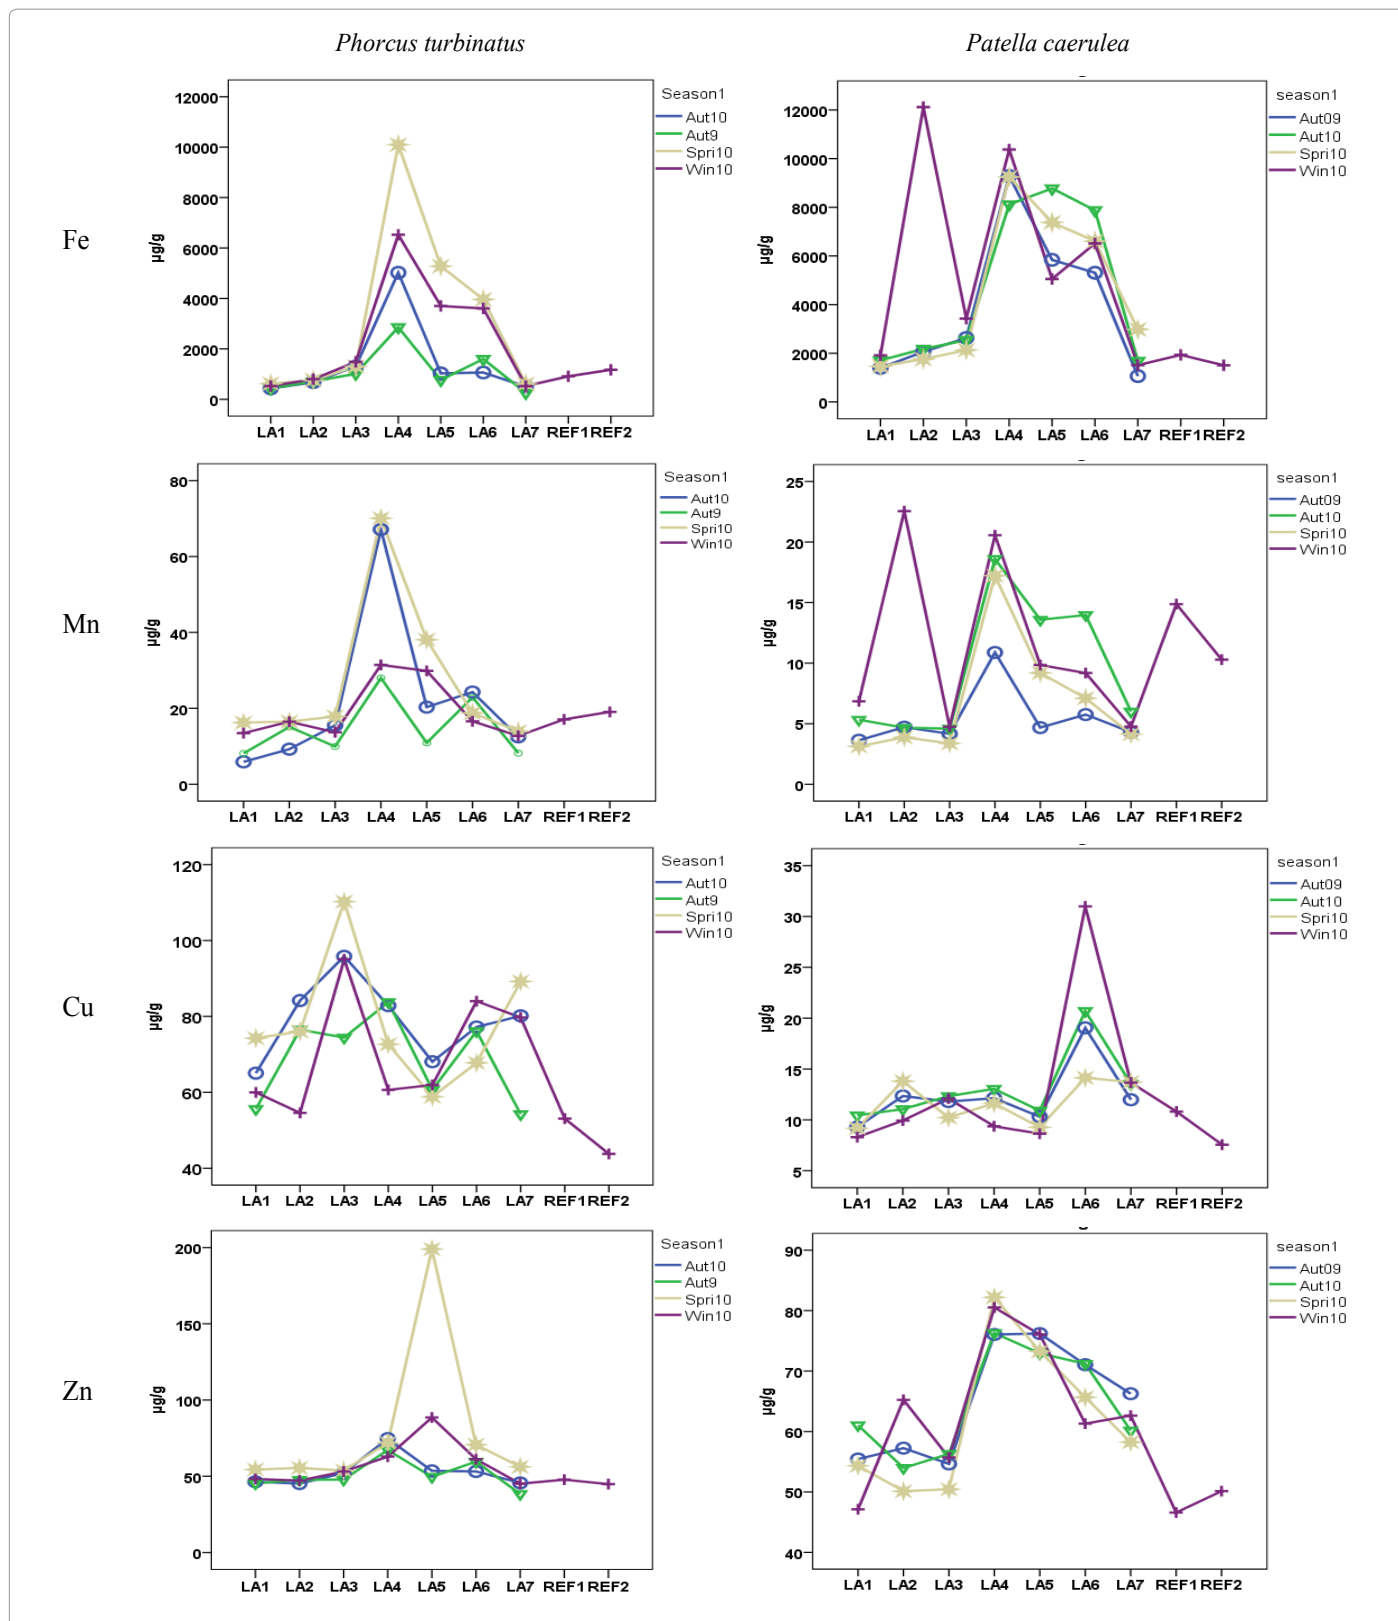 Phorcus turbinatus
Patella caerulea
Fe
µg/g
12000
10000
8000
6000
4000
2000
0
LA1 LA2 LA3 LA4 LA5 LA6 LA7 REF1 REF2
Season1
Aut10
Aut9
Spri10
Win10
µg/g
12000
10000
8000
6000
4000
2000
0
LA1 LA2 LA3 LA4 LA5 LA6 LA7 REF1 REF2
season1
Aut09
Aut10
Spri10
Win10
Mn
µg/g
80
60
40
20
0
LA1 LA2 LA3 LA4 LA5 LA6 LA7 REF1 REF2
Season1
Aut10
Aut9
Spri10
Win10
µg/g
25
20
15
10
5
0
LA1 LA2 LA3 LA4 LA5 LA6 LA7 REF1 REF2
season1
Aut09
Aut10
Spri10
Win10
Cu
µg/g
120
100
80
60
40
LA1 LA2 LA3 LA4 LA5 LA6 LA7 REF1 REF2
Season1
Aut10
Aut9
Spri10
Win10
µg/g
35
30
25
20
15
10
5
LA1 LA2 LA3 LA4 LA5 LA6 LA7 REF1 REF2
season1
Aut09
Aut10
Spri10
Win10
Zn
µg/g
200
150
100
50
0
LA1 LA2 LA3 LA4 LA5 LA6 LA7 REF1 REF2
Season1
Aut10
Aut9
Spri10
Win10
µg/g
90
80
70
60
50
40
LA1 LA2 LA3 LA4 LA5 LA6 LA7 REF1 REF2
season1
Aut09
Aut10
Spri10
Win10